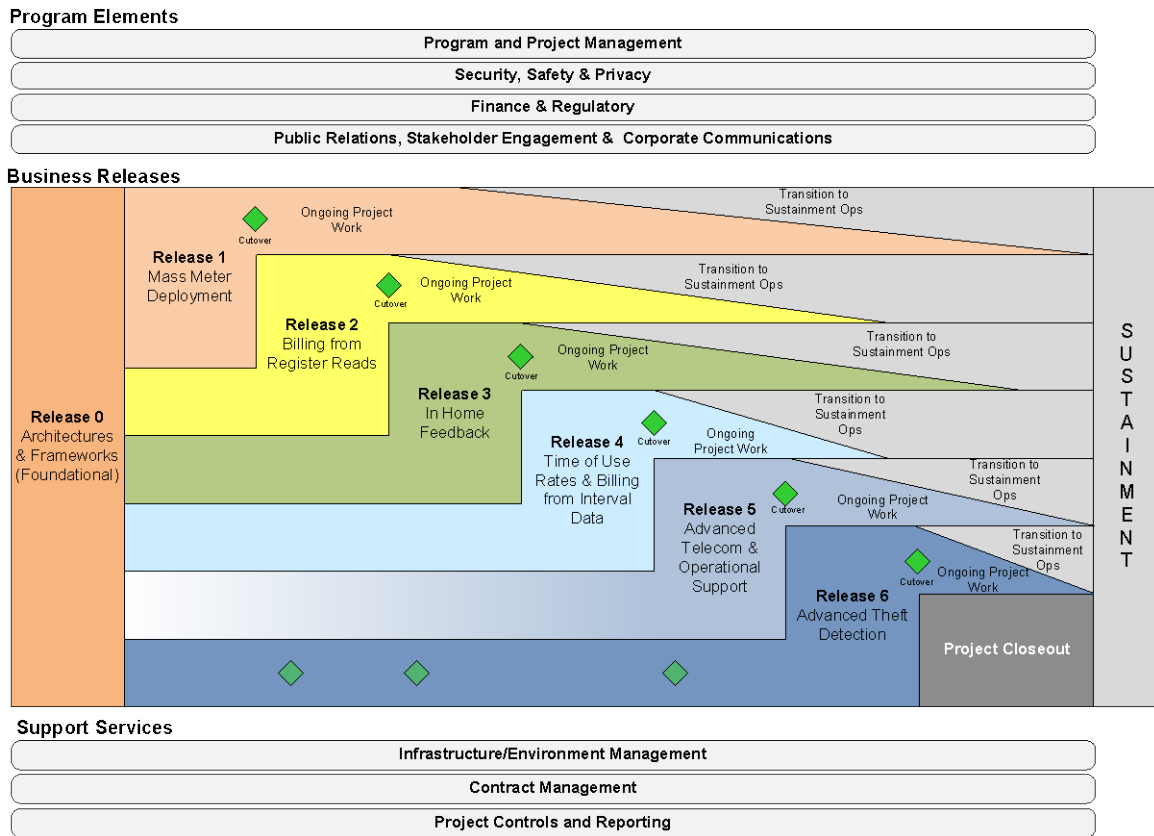 Program Elements
Program and Project Management
Security, Safety & Privacy
Finance & Regulatory
Public Relations, Stakeholder Engagement & Corporate Communications
Business Releases
Release 0
Architectures
& Frameworks
(Foundational)
Release 1
Mass Meter
Deployment
Cutover
Ongoing Project
Work
Transition to
Sustainment Ops
Release 2
Billing from
Register Reads
Cutover
Ongoing Project
Work
Transition to
Sustainment Ops
Release 3
In Home
Feedback
Cutover
Ongoing Project
Work
Transition to
Sustainment Ops
Release 4
Time of Use
Rates & Billing
from Interval
Data
Cutover
Ongoing
Project Work
Transition to
Sustainment
Ops
Release 5
Advanced
Telecom &
Operational
Support
Cutover
Ongoing Project
Work
Transition to
Sustainment
Ops
Release 6
Advanced Theft
Detection
Cutover
Ongoing Project
Work
Transition to
Sustainment
Ops
Project Closeout
SUSTAINMENT
Support Services
Infrastructure/Environment Management
Contract Management
Project Controls and Reporting